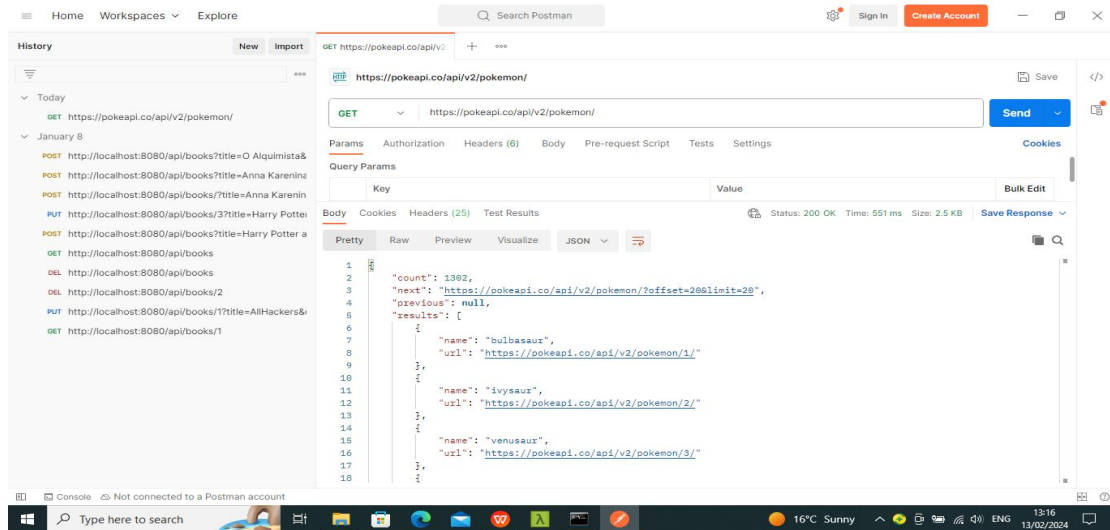 Home Workspaces Explore Search Postman Sign In Create Account
History New Import GET https://pokeapi.co/api/v2
https://pokeapi.co/api/v2/pokemon/ Save
Today
GET https://pokeapi.co/api/v2/pokemon/
GET https://pokeapi.co/api/v2/pokemon/ Send
January 8
POST http://localhost:8080/api/books?title=O Alquimista&
POST http://localhost:8080/api/books?title=Anna Karenina
POST http://localhost:8080/api/books/?title=Anna Karenin
PUT http://localhost:8080/api/books/3?title=Harry Potter
POST http://localhost:8080/api/books?title=Harry Potter a
GET http://localhost:8080/api/books
DEL http://localhost:8080/api/books
DEL http://localhost:8080/api/books/2
PUT http://localhost:8080/api/books/1?title=AllHackers&
GET http://localhost:8080/api/books/1
Params Authorization Headers (6) Body Pre-request Script Tests Settings Cookies
Query Params
Key Value Bulk Edit
Body Cookies Headers (25) Test Results Status: 200 OK Time: 551 ms Size: 2.5 KB Save Response
Pretty Raw Preview Visualize JSON
1 {
2 "count": 1302,
3 "next": "https://pokeapi.co/api/v2/pokemon/?offset=20&limit=20",
4 "previous": null,
5 "results": [
6 {
7 "name": "bulbasaur",
8 "url": "https://pokeapi.co/api/v2/pokemon/1/"
9 },
10 {
11 "name": "ivysaur",
12 "url": "https://pokeapi.co/api/v2/pokemon/2/"
13 },
14 {
15 "name": "venusaur",
16 "url": "https://pokeapi.co/api/v2/pokemon/3/"
17 },
18 {
Console Not connected to a Postman account
Type here to search 16°C Sunny ENG 13:16
13/02/2024